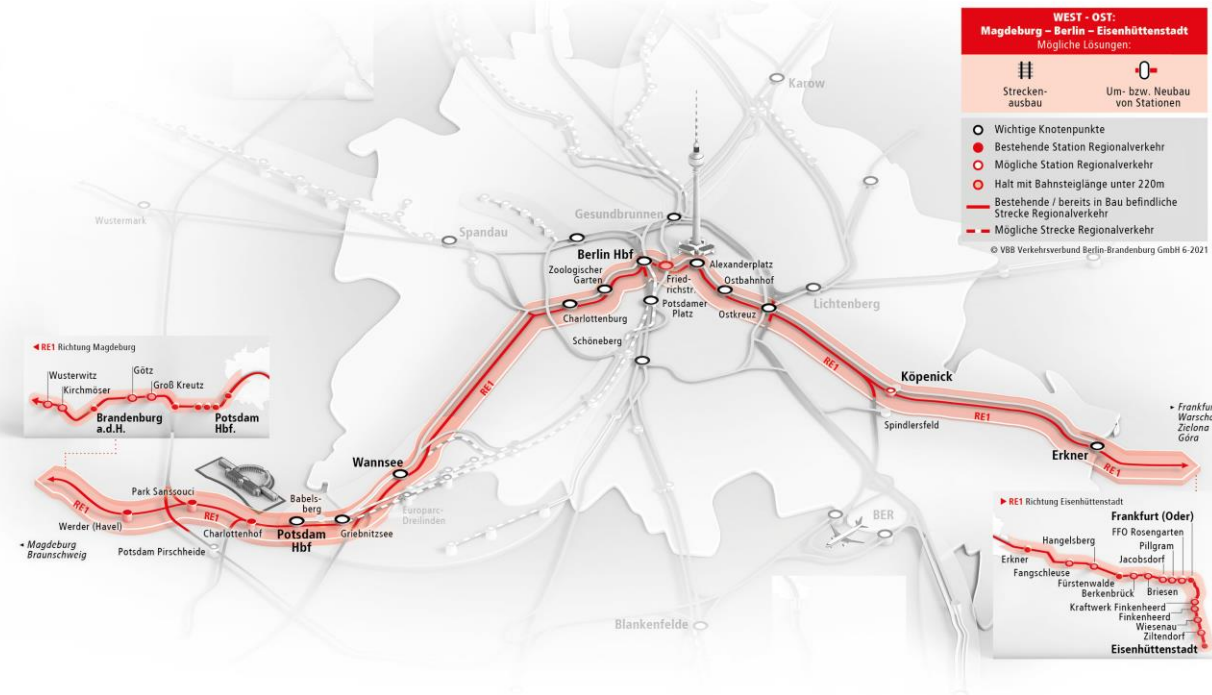 WEST - OST:
Magdeburg – Berlin – Eisenhüttenstadt
Mögliche Lösungen:
Strecken-
ausbau
Um- bzw. Neubau
von Stationen
Wichtige Knotenpunkte
Bestehende Station Regionalverkehr
Mögliche Station Regionalverkehr
Halt mit Bahnsteiglänge unter 220m
Bestehende / bereits in Bau befindliche
Strecke Regionalverkehr
Mögliche Strecke Regionalverkehr
© VBB Verkehrsverbund Berlin-Brandenburg GmbH 6-2021
Karow
Wustermark
Spandau
Gesundbrunnen
Berlin Hbf
Zoologischer
Garten
Fried-
richstr.
Alexanderplatz
Ostbahnhof
Lichtenberg
Charlottenburg
Potsdamer
Platz
Ostkreuz
Schöneberg
RE1
RE1
Köpenick
RE1
Spindlersfeld
Erkner
RE1
Frankfur
Warscha
Zielona
Góra
RE1 Richtung Magdeburg
Wusterwitz
Kirchmöser
Götz
Groß Kreutz
Brandenburg
a.d.H.
Potsdam
Hbf.
Wannsee
Park Sanssouci
RE1
RE1
Werder (Havel)
Charlottenhof
Babels-
berg
Potsdam
Hbf
Griebnitzsee
Europarc-
Dreilinden
Magdeburg
Braunschweig
Potsdam Pirschheide
BER
Blankenfelde
RE1 Richtung Eisenhüttenstadt
Frankfurt (Oder)
FFO Rosengarten
Pillgram
Jacobsdorf
Hangelsberg
Erkner
Fangschleuse
Fürstenwalde
Berkenbrück
Briesen
Kraftwerk Finkenheerd
Finkenheerd
Wiesenau
Ziltendorf
Eisenhüttenstadt